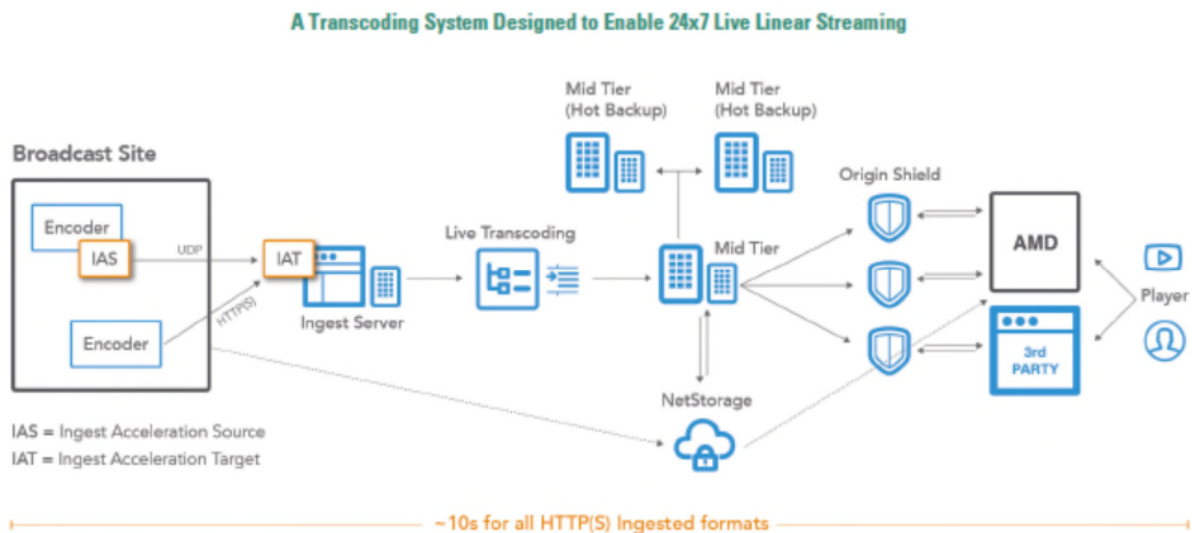 A Transcoding System Designed to Enable 24x7 Live Linear Streaming
Mid Tier
(Hot Backup)
Mid Tier
(Hot Backup)
Broadcast Site
Origin Shield
Encoder
IAS
UDP
IAT
Live Transcoding
Mid Tier
AMD
Player
HTTP(S)
Ingest Server
Encoder
3rd
PARTY
NetStorage
IAS = Ingest Acceleration Source
IAT = Ingest Acceleration Target
~10s for all HTTP(S) Ingested formats